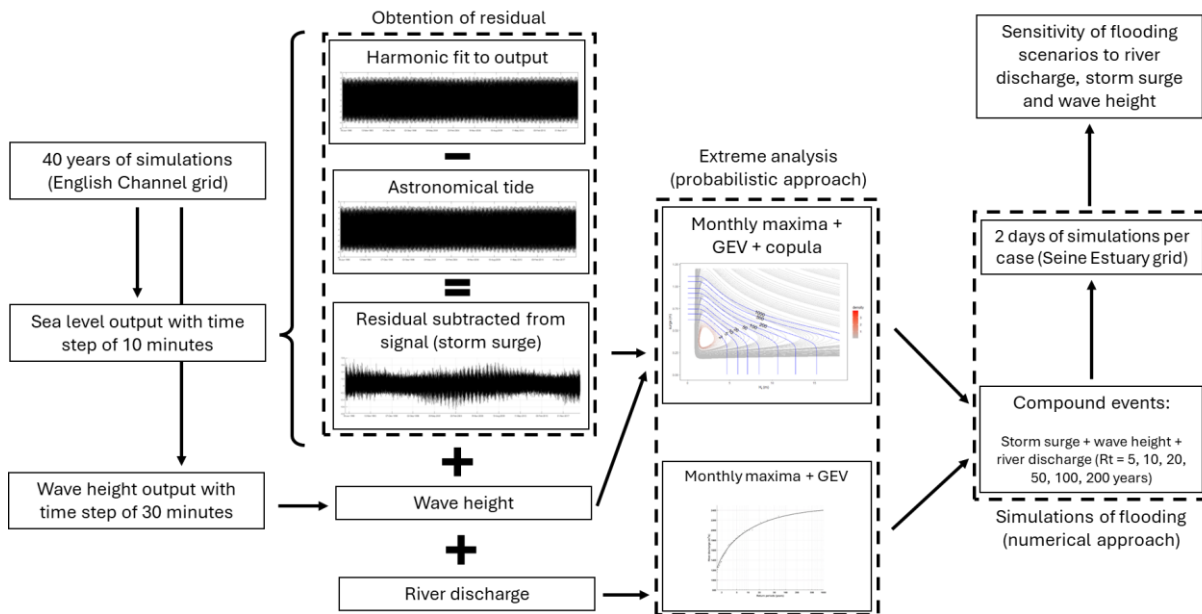 Obtention of residual
Harmonic fit to output
Astronomical tide
Residual subtracted from
signal (storm surge)
40 years of simulations
(English Channel grid)
Sea level output with time
step of 10 minutes
Wave height output with
time step of 30 minutes
Wave height
River discharge
Extreme analysis
(probabilistic approach)
Monthly maxima +
GEV + copula
density
Monthly maxima + GEV
Sensitivity of flooding
scenarios to river
discharge, storm surge
and wave height
2 days of simulations per
case (Seine Estuary grid)
Compound events:
Storm surge + wave height +
river discharge (Rt = 5, 10, 20,
50, 100, 200 years)
Simulations of flooding
(numerical approach)